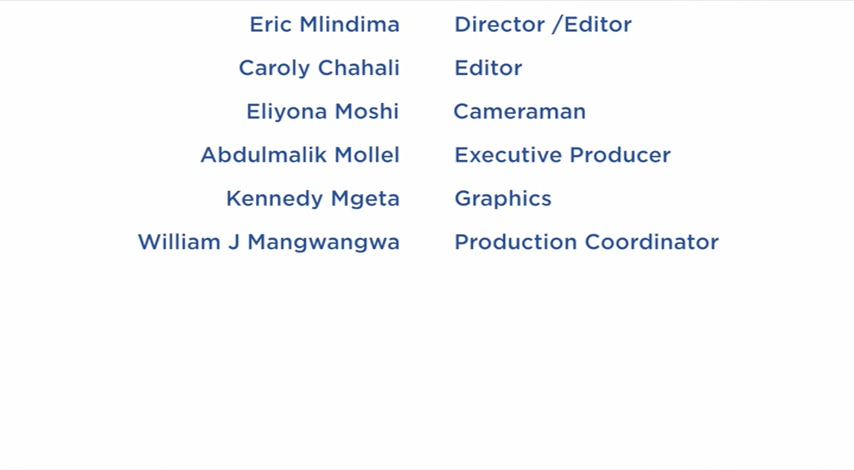 Eric Mlindima Director /Editor
Caroly Chahali Editor
Eliyona Moshi Cameraman
Abdulmalik Mollel Executive Producer
Kennedy Mgeta Graphics
William J Mangwangwa Production Coordinator